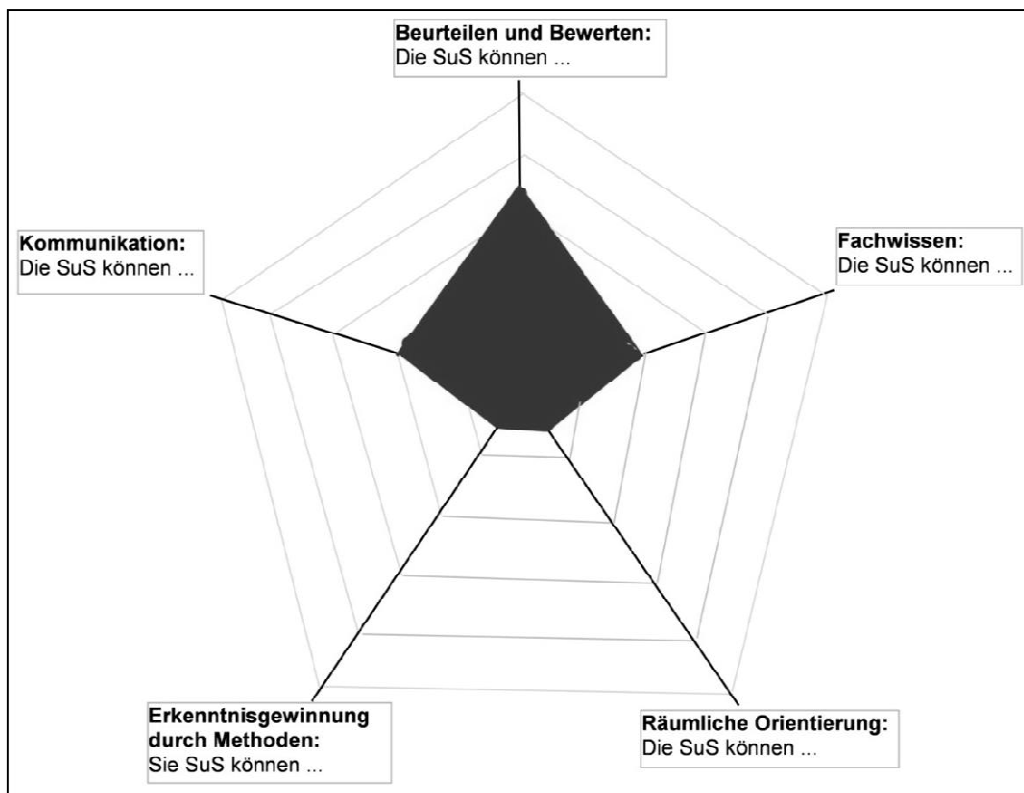 Beurteilen und Bewerten:
Die SuS können ...
Kommunikation:
Die SuS können ...
Fachwissen:
Die SuS können ...
Erkenntnisgewinnung
durch Methoden:
Sie SuS können ...
Räumliche Orientierung:
Die SuS können ...